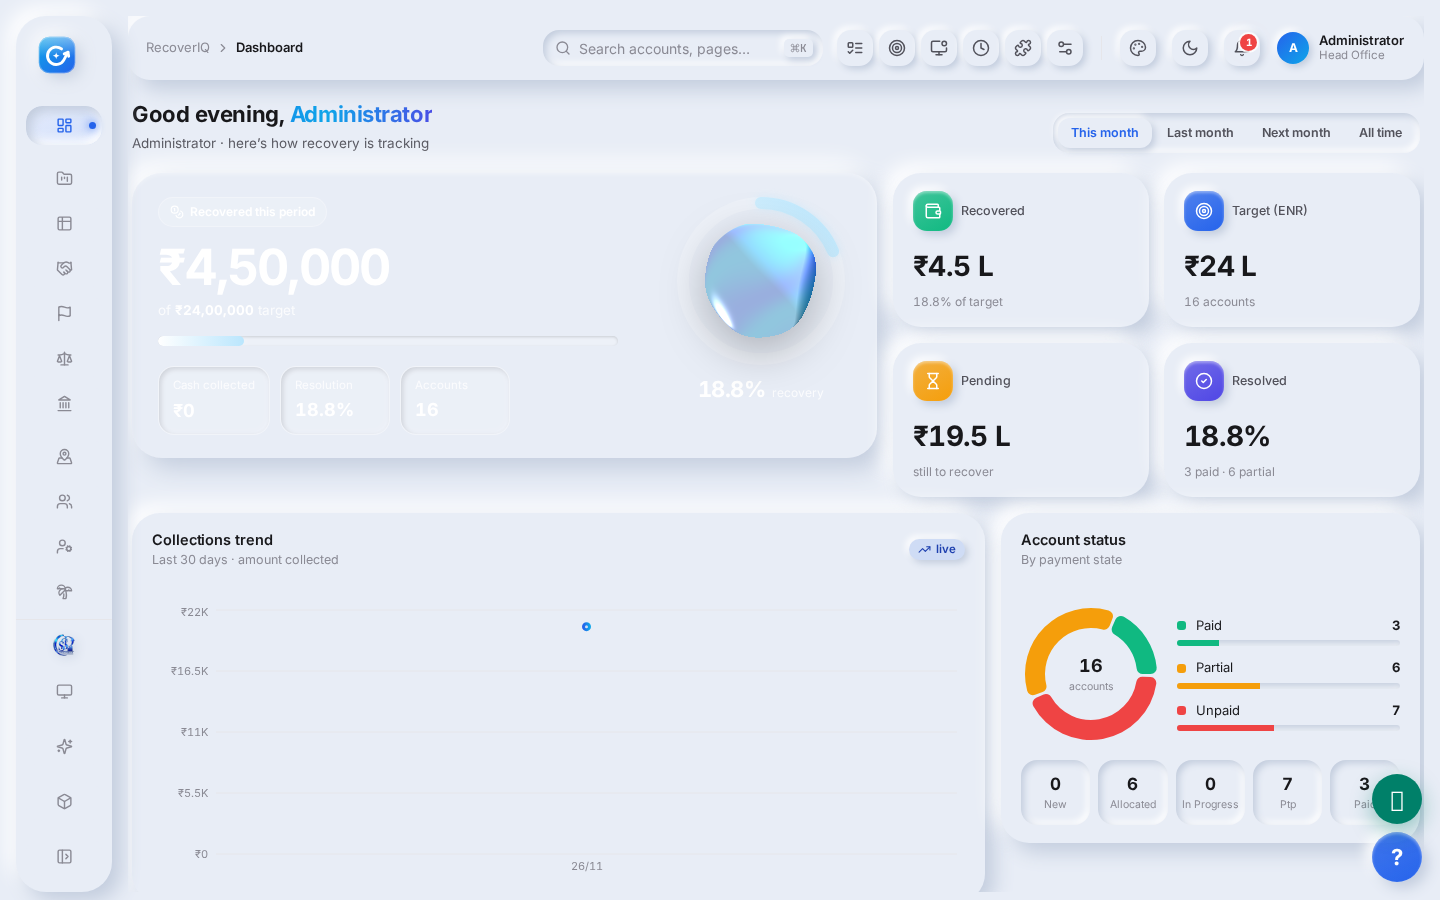 RecoverIQ > Dashboard
Search accounts, pages... ⌘K
1
A
Administrator
Head Office
Good evening, Administrator
Administrator · here's how recovery is tracking
This month
Last month
Next month
All time
Recovered this period
₹4,50,000
of ₹24,00,000 target
Cash collected
₹0
Resolution
18.8%
Accounts
16
18.8% recovery
Recovered
₹4.5 L
18.8% of target
Target (ENR)
₹24 L
16 accounts
Pending
₹19.5 L
still to recover
Resolved
18.8%
3 paid · 6 partial
Collections trend
Last 30 days · amount collected
live
₹22K
₹16.5K
₹11K
₹5.5K
₹0
26/11
Account status
By payment state
16
accounts
Paid 3
Partial 6
Unpaid 7
0
New
6
Allocated
0
In Progress
7
Ptp
3
?